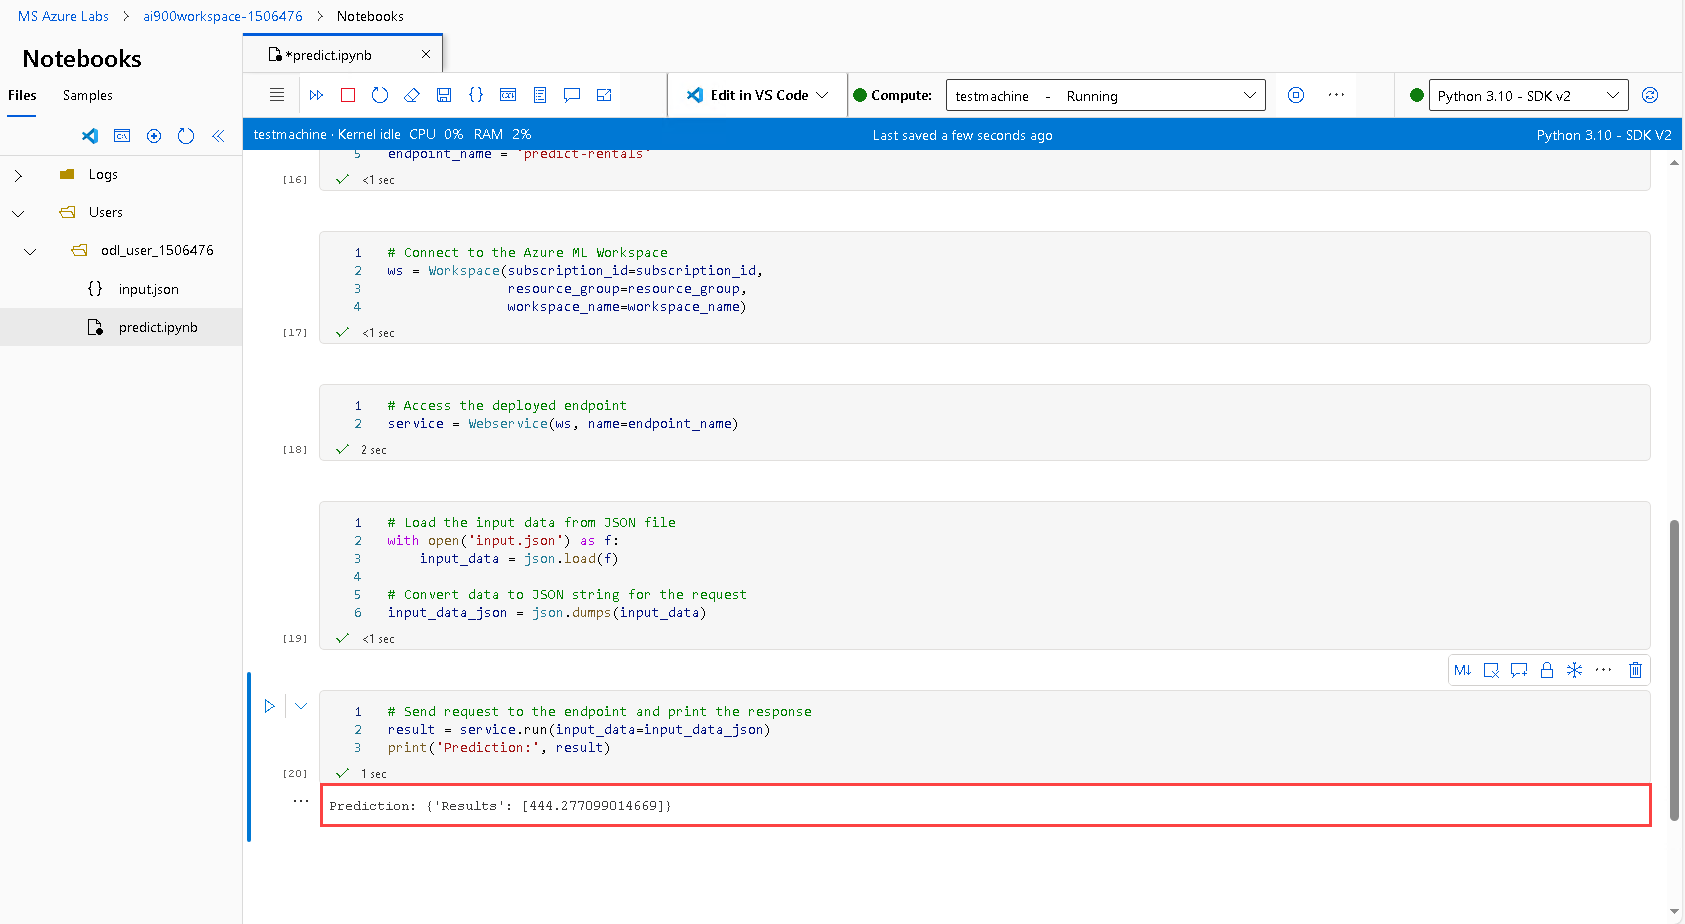 MS Azure Labs > ai900workspace-1506476 > Notebooks
Notebooks
*predict.ipynb
Files Samples
Edit in VS Code
Compute: testmachine - Running
Python 3.10 - SDK v2
testmachine · Kernel idle CPU 0% RAM 2%
Last saved a few seconds ago
Python 3.10 - SDK V2
Logs
Users
odl_user_1506476
{} input.json
predict.ipynb
5 endpoint_name = 'predict-rentals'
[16] <1 sec
1 # Connect to the Azure ML Workspace
2 ws = Workspace(subscription_id=subscription_id,
3 resource_group=resource_group,
4 workspace_name=workspace_name)
[17] <1 sec
1 # Access the deployed endpoint
2 service = Webservice(ws, name=endpoint_name)
[18] 2 sec
1 # Load the input data from JSON file
2 with open('input.json') as f:
3 input_data = json.load(f)
4
5 # Convert data to JSON string for the request
6 input_data_json = json.dumps(input_data)
[19] <1 sec
M↓
1 # Send request to the endpoint and print the response
2 result = service.run(input_data=input_data_json)
3 print('Prediction:', result)
[20] 1 sec
Prediction: {'Results': [444.277099014669]}